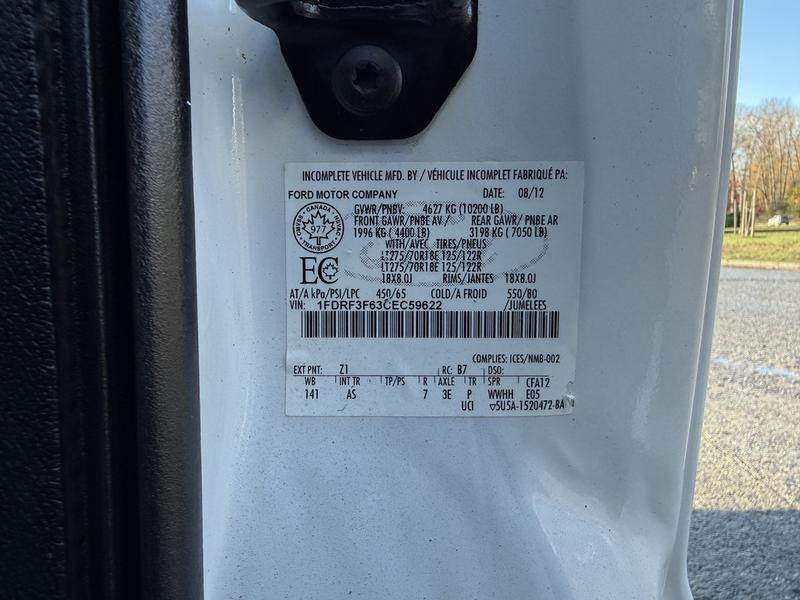 INCOMPLETE VEHICLE MFD. BY / VÉHICULE INCOMPLET FABRIQUÉ PA:
FORD MOTOR COMPANY DATE: 08/12
GVWR/PNBV: 4627 KG (10200 LB)
FRONT GAWR/PNBE AV / REAR GAWR/PNBE AR
1996 KG ( 4400 LB) 3198 KG ( 7050 LB)
WITH/AVEC TIRES/PNEUS
LT275/70R18E 125/122R
LT275/70R18E 125/122R
18X8.0J RIMS/JANTES 18X8.0J
CANADA
977
TRANSPORT
EC
AT/A kPa/PSI/LPC 450/65 COLD/A FROID 550/80
VIN: 1FDRF3F63CEC59622 /JUMELEES
COMPLIES: ICES/NMB-002
EXT PNT: Z1 RC: B7 DSO:
WB INT TR TP/PS R AXLE TR SPR CFA12
141 AS 7 3E P WWHH E05
UCI ▽5U5A-1520472-BA